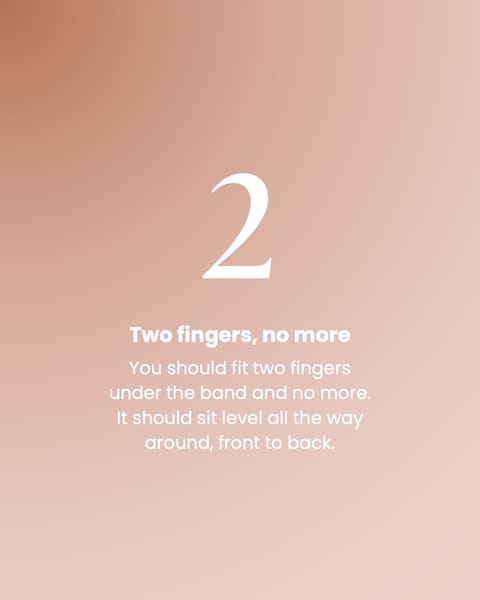 2
Two fingers, no more
You should fit two fingers
under the band and no more.
It should sit level all the way
around, front to back.